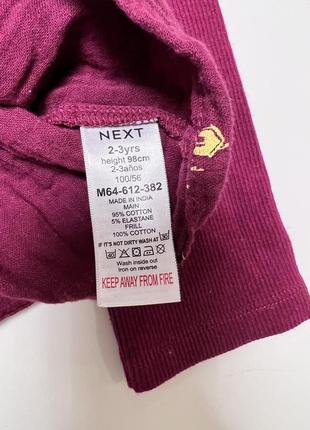 NEXT
2-3yrs
height 98cm
2-3años
100/56
M64-612-382
MADE IN INDIA
MAIN
95% COTTON
5% ELASTANE
FRILL
100% COTTON
IF IT'S NOT DIRTY WASH AT
Wash inside out
Iron on reverse
KEEP AWAY FROM FIRE